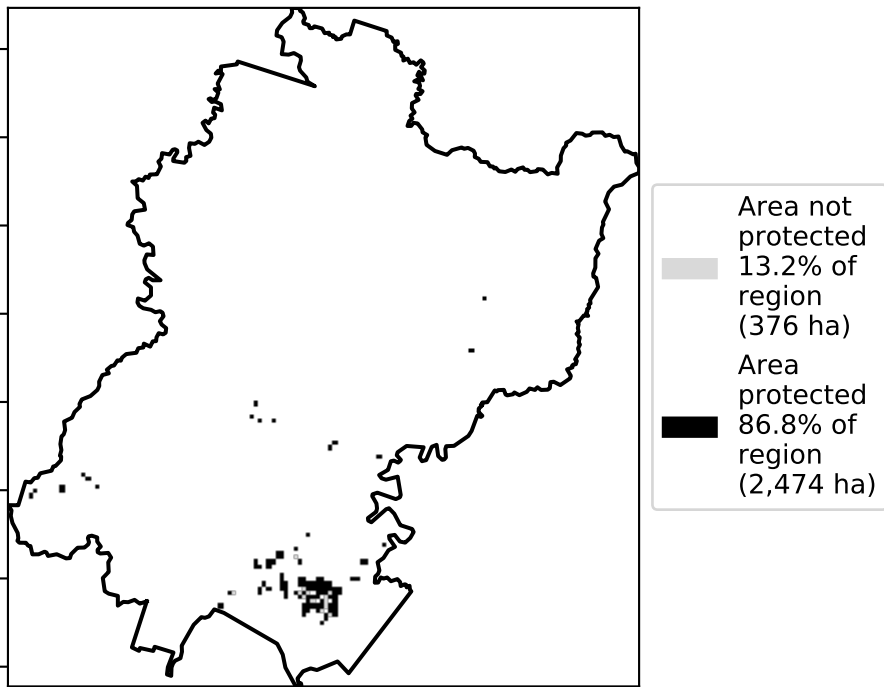 Area not
protected
13.2% of
region
(376 ha)
Area
protected
86.8% of
region
(2,474 ha)